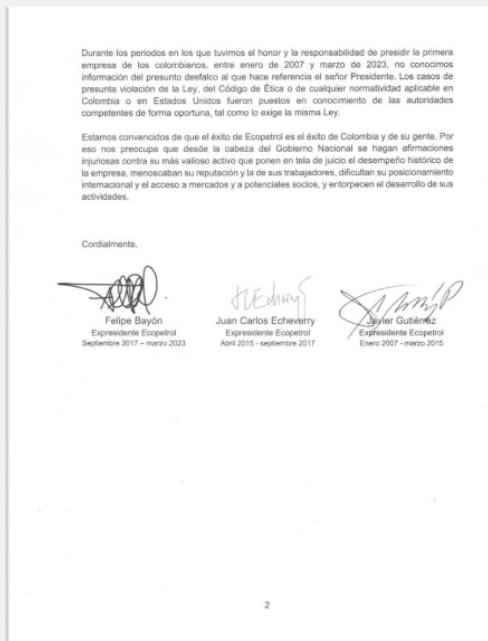 Durante los periodos en los que tuvimos el honor y la responsabilidad de presidir la primera
empresa de los colombianos, entre enero de 2007 y marzo de 2023, no conocimos
información del presunto desfalco al que hace referencia el señor Presidente. Los casos de
presunta violación de la Ley, del Código de Ética o de cualquier normatividad aplicable en
Colombia o en Estados Unidos fueron puestos en conocimiento de las autoridades
competentes de forma oportuna, tal como lo exige la misma Ley.
Estamos convencidos de que el éxito de Ecopetrol es el éxito de Colombia y de su gente. Por
eso nos preocupa que desde la cabeza del Gobierno Nacional se hagan afirmaciones
injuriosas contra su más valioso activo que ponen en tela de juicio el desempeño histórico de
la empresa, menoscaban su reputación y la de sus trabajadores, dificultan su posicionamiento
internacional y el acceso a mercados y a potenciales socios, y entorpecen el desarrollo de sus
actividades.
Cordialmente,
Felipe Bayón
Expresidente Ecopetrol
Septiembre 2017 – marzo 2023
Juan Carlos Echeverry
Expresidente Ecopetrol
Abril 2015 - septiembre 2017
Javier Gutiérrez
Expresidente Ecopetrol
Enero 2007 - marzo 2015
2